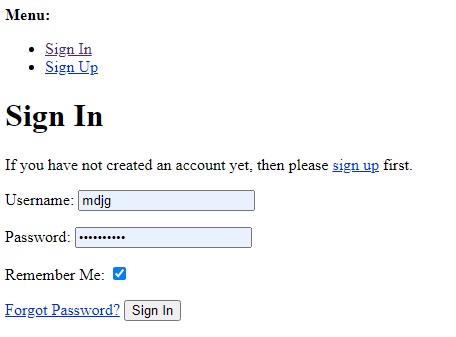 Menu:
Sign In
Sign Up
Sign In
If you have not created an account yet, then please sign up first.
Username: mdjg
Password: ••••••••••
Remember Me:
Forgot Password? Sign In